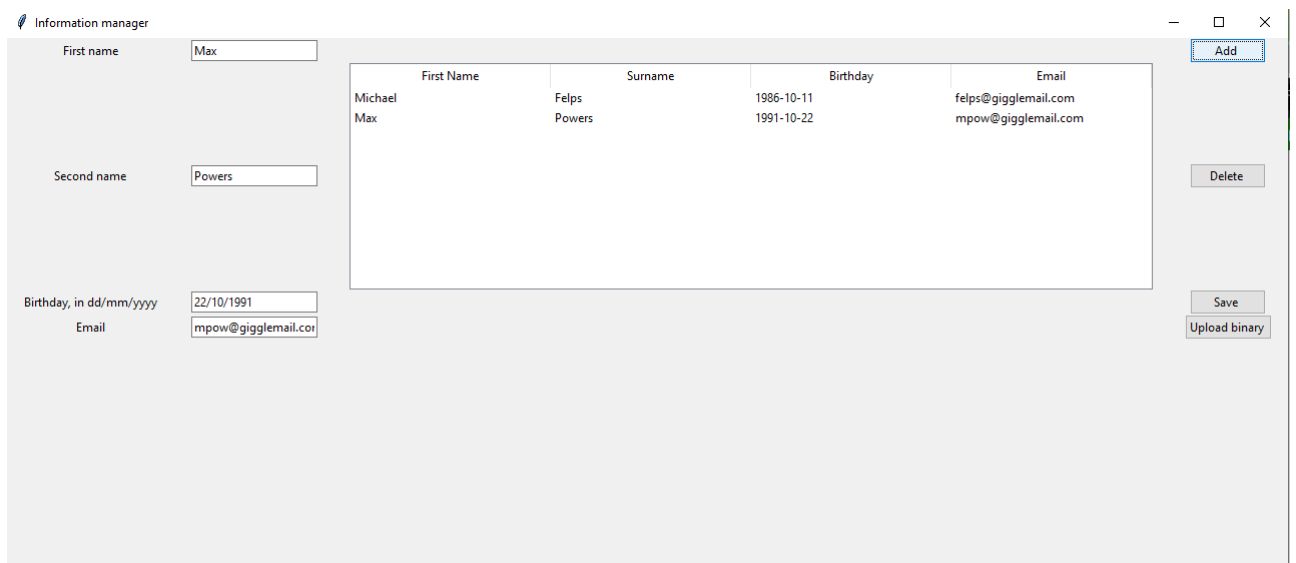 Information manager
First name Max Add
First Name Surname Birthday Email
Michael Felps 1986-10-11 felps@gigglemail.com
Max Powers 1991-10-22 mpow@gigglemail.com
Second name Powers Delete
Birthday, in dd/mm/yyyy 22/10/1991 Save
Email mpow@gigglemail.cor Upload binary